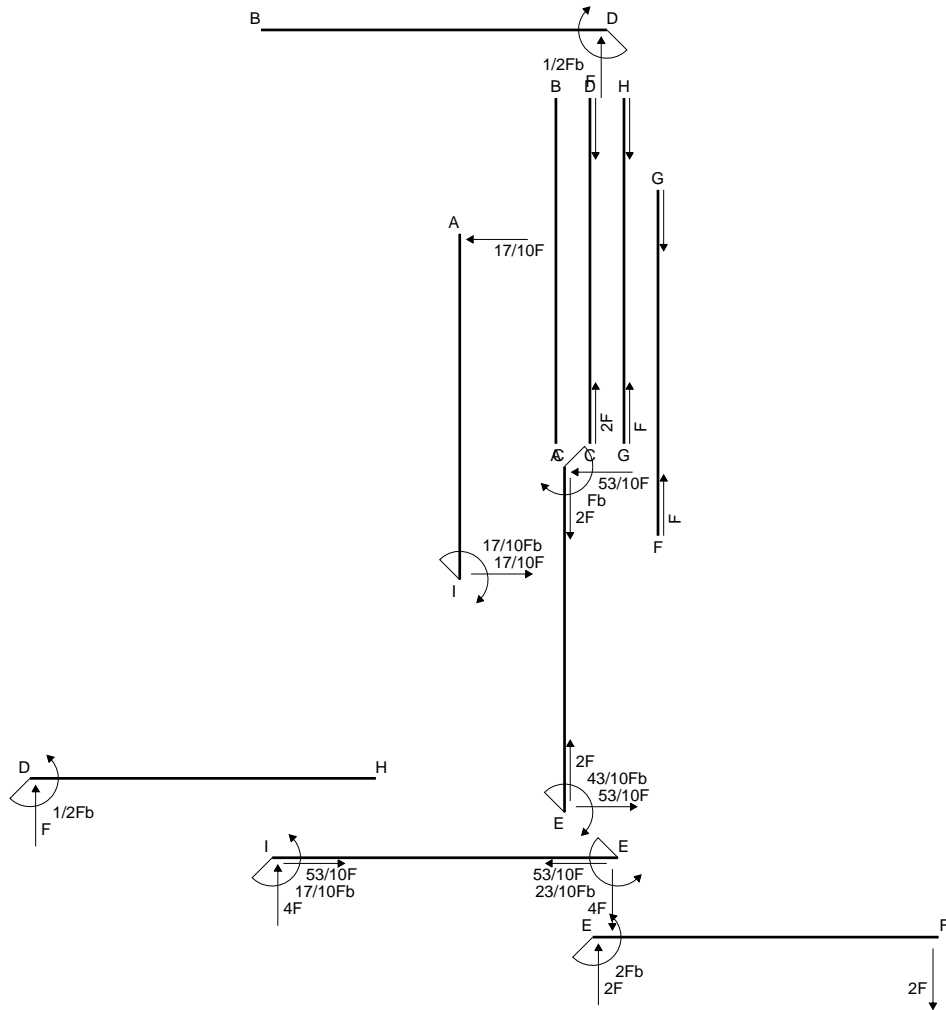 B D
1/2Fb
F
B D H
G
A
17/10F
2F F
A C C G
53/10F
Fb
2F
F
F
17/10Fb
17/10F
I
2F
43/10Fb
53/10F
E
D H
1/2Fb
F
I E
53/10F 53/10F
17/10Fb 23/10Fb
4F 4F
E F
2Fb
2F 2F